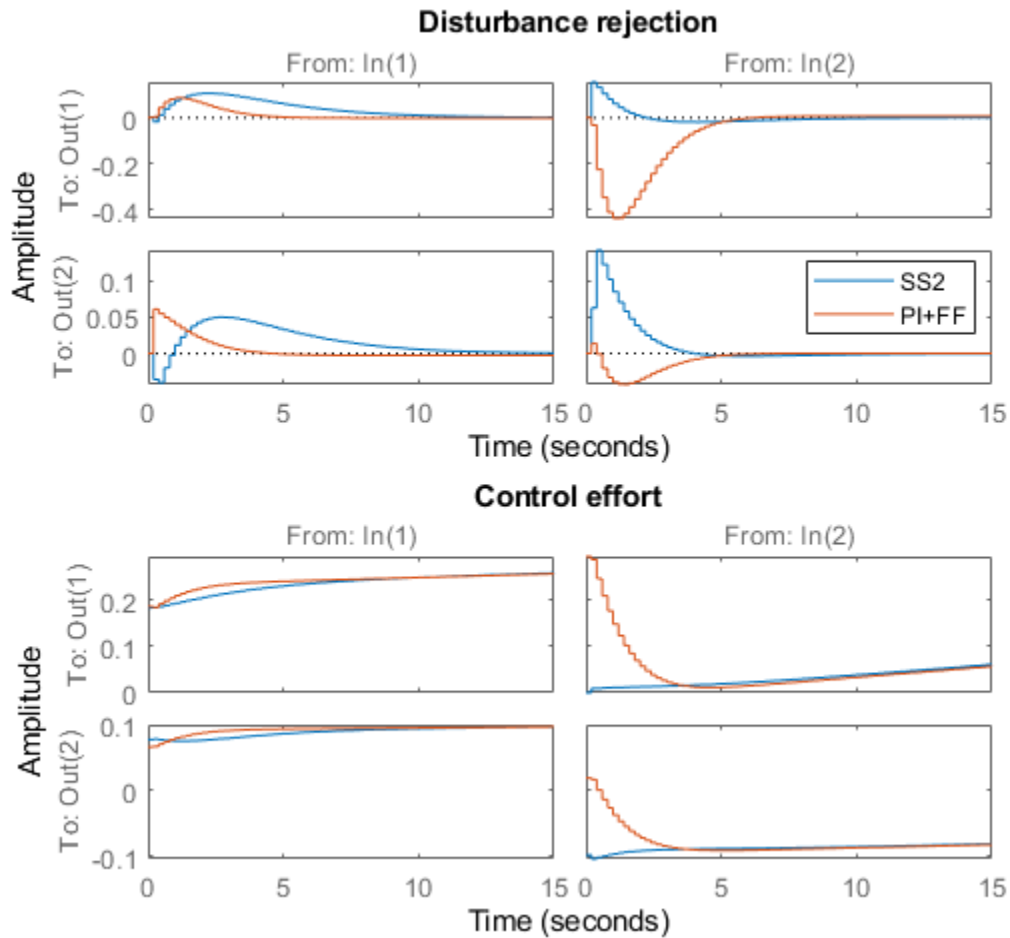 Disturbance rejection
From: In(1)
From: In(2)
Amplitude
To: Out(1)
0
-0.2
-0.4
To: Out(2)
0.1
0.05
0
SS2
PI+FF
0 5 10 15 0 5 10 15
Time (seconds)
Control effort
From: In(1)
From: In(2)
Amplitude
To: Out(1)
0.2
0.1
0
To: Out(2)
0.1
0
-0.1
0 5 10 15 0 5 10 15
Time (seconds)